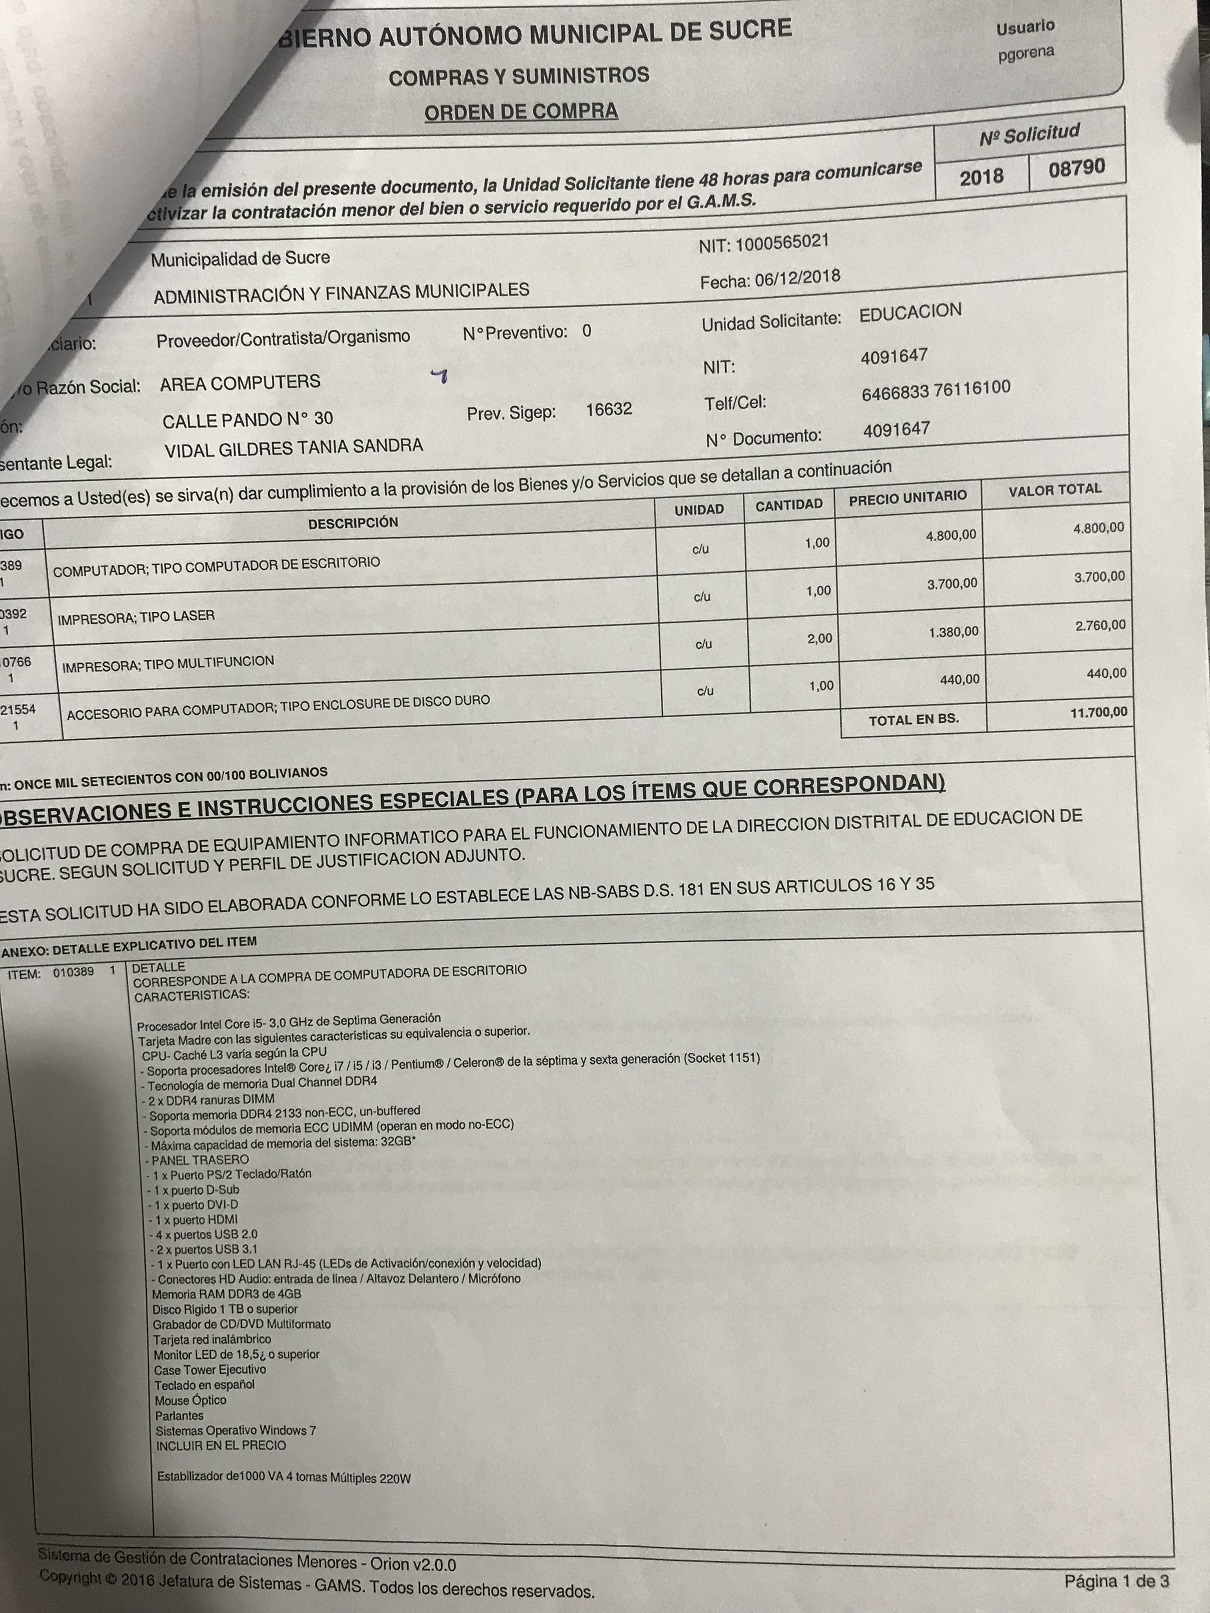 BIERNO AUTÓNOMO MUNICIPAL DE SUCRE
Usuario
pgorena
COMPRAS Y SUMINISTROS
ORDEN DE COMPRA
Nº Solicitud
2018 08790
la emisión del presente documento, la Unidad Solicitante tiene 48 horas para comunicarse
ctivizar la contratación menor del bien o servicio requerido por el G.A.M.S.
Municipalidad de Sucre NIT: 1000565021
ADMINISTRACIÓN Y FINANZAS MUNICIPALES Fecha: 06/12/2018
ciario: Proveedor/Contratista/Organismo N°Preventivo: 0 Unidad Solicitante: EDUCACION
/o Razón Social: AREA COMPUTERS NIT: 4091647
ón: CALLE PANDO N° 30 Prev. Sigep: 16632 Telf/Cel: 6466833 76116100
sentante Legal: VIDAL GILDRES TANIA SANDRA N° Documento: 4091647
ecemos a Usted(es) se sirva(n) dar cumplimiento a la provisión de los Bienes y/o Servicios que se detallan a continuación
IGO DESCRIPCIÓN UNIDAD CANTIDAD PRECIO UNITARIO VALOR TOTAL
389 1 COMPUTADOR; TIPO COMPUTADOR DE ESCRITORIO c/u 1,00 4.800,00 4.800,00
0392 1 IMPRESORA; TIPO LASER c/u 1,00 3.700,00 3.700,00
0766 1 IMPRESORA; TIPO MULTIFUNCION c/u 2,00 1.380,00 2.760,00
21554 1 ACCESORIO PARA COMPUTADOR; TIPO ENCLOSURE DE DISCO DURO c/u 1,00 440,00 440,00
TOTAL EN BS. 11.700,00
n: ONCE MIL SETECIENTOS CON 00/100 BOLIVIANOS
OBSERVACIONES E INSTRUCCIONES ESPECIALES (PARA LOS ÍTEMS QUE CORRESPONDAN)
SOLICITUD DE COMPRA DE EQUIPAMIENTO INFORMATICO PARA EL FUNCIONAMIENTO DE LA DIRECCION DISTRITAL DE EDUCACION DE
SUCRE. SEGUN SOLICITUD Y PERFIL DE JUSTIFICACION ADJUNTO.
ESTA SOLICITUD HA SIDO ELABORADA CONFORME LO ESTABLECE LAS NB-SABS D.S. 181 EN SUS ARTICULOS 16 Y 35
ANEXO: DETALLE EXPLICATIVO DEL ITEM
ITEM: 010389 1 DETALLE
CORRESPONDE A LA COMPRA DE COMPUTADORA DE ESCRITORIO
CARACTERISTICAS:
Procesador Intel Core i5- 3,0 GHz de Septima Generación
Tarjeta Madre con las siguientes caracteristicas su equivalencia o superior.
CPU- Caché L3 varía según la CPU
- Soporta procesadores Intel® Core¿ i7 / i5 / i3 / Pentium® / Celeron® de la séptima y sexta generación (Socket 1151)
- Tecnología de memoria Dual Channel DDR4
- 2 x DDR4 ranuras DIMM
- Soporta memoria DDR4 2133 non-ECC, un-buffered
- Soporta módulos de memoria ECC UDIMM (operan en modo no-ECC)
- Máxima capacidad de memoria del sistema: 32GB*
- PANEL TRASERO
- 1 x Puerto PS/2 Teclado/Ratón
- 1 x puerto D-Sub
- 1 x puerto DVI-D
- 1 x puerto HDMI
- 4 x puertos USB 2.0
- 2 x puertos USB 3.1
- 1 x Puerto con LED LAN RJ-45 (LEDs de Activación/conexión y velocidad)
- Conectores HD Audio: entrada de línea / Altavoz Delantero / Micrófono
Memoria RAM DDR3 de 4GB
Disco Rigido 1 TB o superior
Grabador de CD/DVD Multiformato
Tarjeta red inalámbrico
Monitor LED de 18,5¿ o superior
Case Tower Ejecutivo
Teclado en español
Mouse Óptico
Parlantes
Sistemas Operativo Windows 7
INCLUIR EN EL PRECIO
Estabilizador de1000 VA 4 tomas Múltiples 220W
Sistema de Gestión de Contrataciones Menores - Orion v2.0.0
Copyright © 2016 Jefatura de Sistemas - GAMS. Todos los derechos reservados.
Página 1 de 3